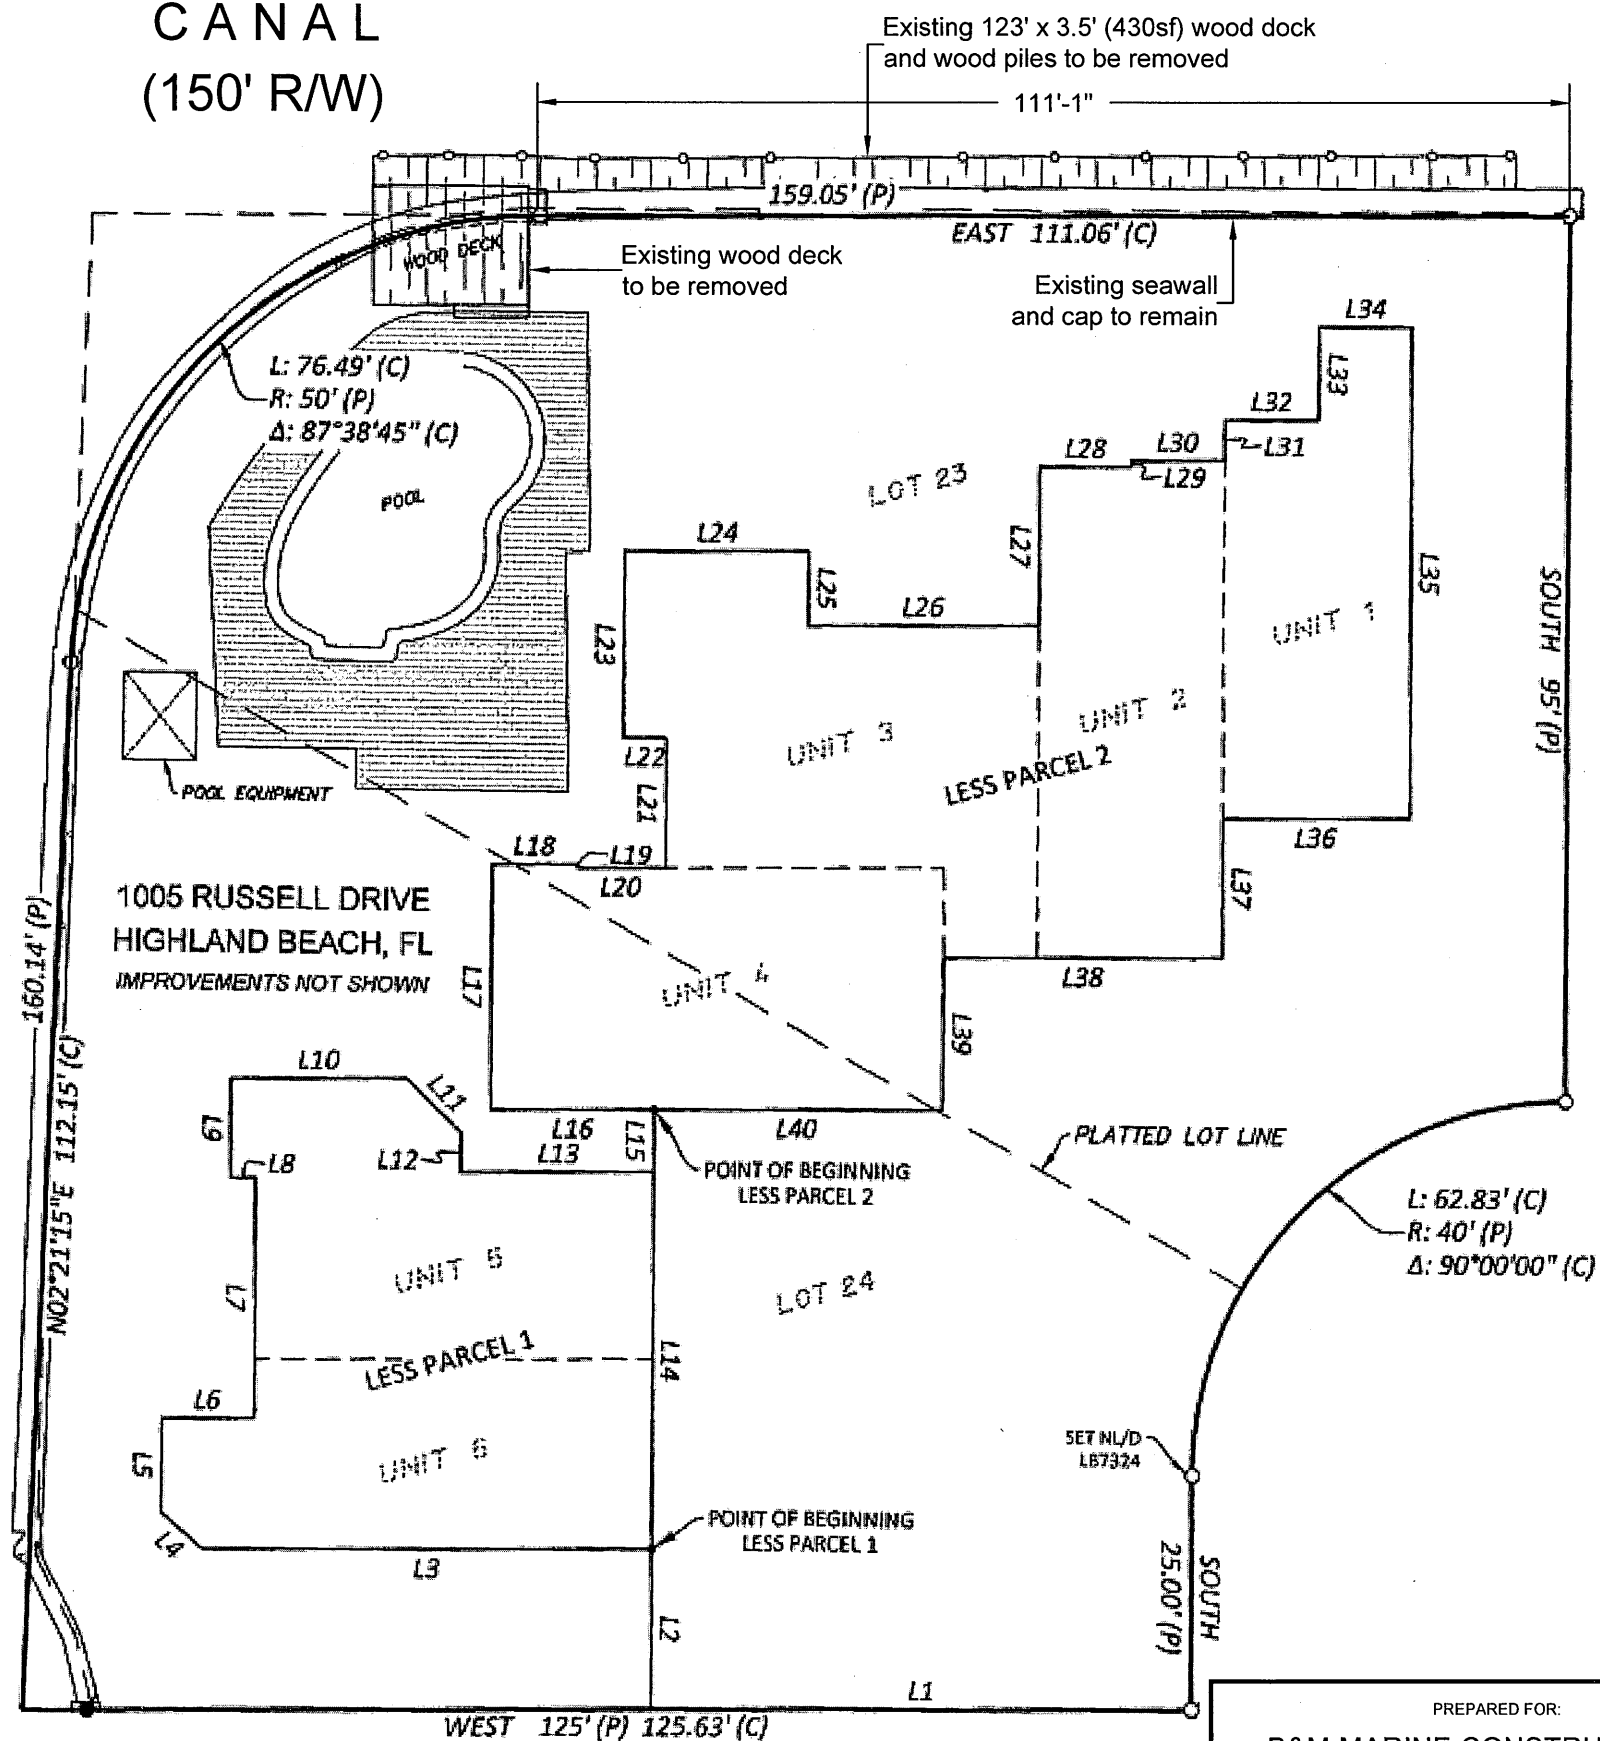 CANAL
(150' R/W)
Existing 123' x 3.5' (430sf) wood dock
and wood piles to be removed
111'-1"
159.05' (P)
EAST 111.06' (C)
WOOD DECK
Existing wood deck
to be removed
Existing seawall
and cap to remain
L34
L33
L: 76.49' (C)
R: 50' (P)
Δ: 87°38'45" (C)
L32
L31
L30
L28
L29
LOT 23
POOL
L24
L27
L25
L26
L35
SOUTH 95' (P)
UNIT 1
L23
UNIT 2
UNIT 3
L22
LESS PARCEL 2
POOL EQUIPMENT
L21
L36
L18
L19
L20
L37
1005 RUSSELL DRIVE
HIGHLAND BEACH, FL
IMPROVEMENTS NOT SHOWN
160.14' (P)
L17
UNIT 4
L38
L39
N02°21'15"E 112.15' (C)
L10
L11
L9
L16
L40
L15
L12
L13
L8
PLATTED LOT LINE
POINT OF BEGINNING
LESS PARCEL 2
L: 62.83' (C)
R: 40' (P)
Δ: 90°00'00" (C)
UNIT 5
L7
LOT 24
LESS PARCEL 1
L14
L6
UNIT 6
L5
SET NL/D
LB7324
POINT OF BEGINNING
LESS PARCEL 1
L4
L3
SOUTH
25.00' (P)
L2
L1
WEST 125' (P) 125.63' (C)
PREPARED FOR: